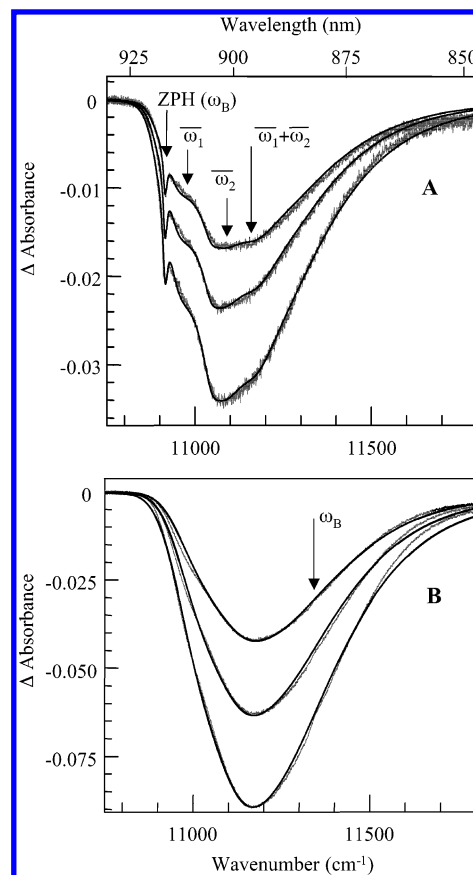 Wavelength (nm)
925 900 875 850
0
-0.01
-0.02
-0.03
Δ Absorbance
ZPH (ω_B)
ω̅₁
ω̅₂
ω̅₁+ω̅₂
A
11000 11500
0
-0.025
-0.050
-0.075
Δ Absorbance
ω_B
B
11000 11500
Wavenumber (cm⁻¹)